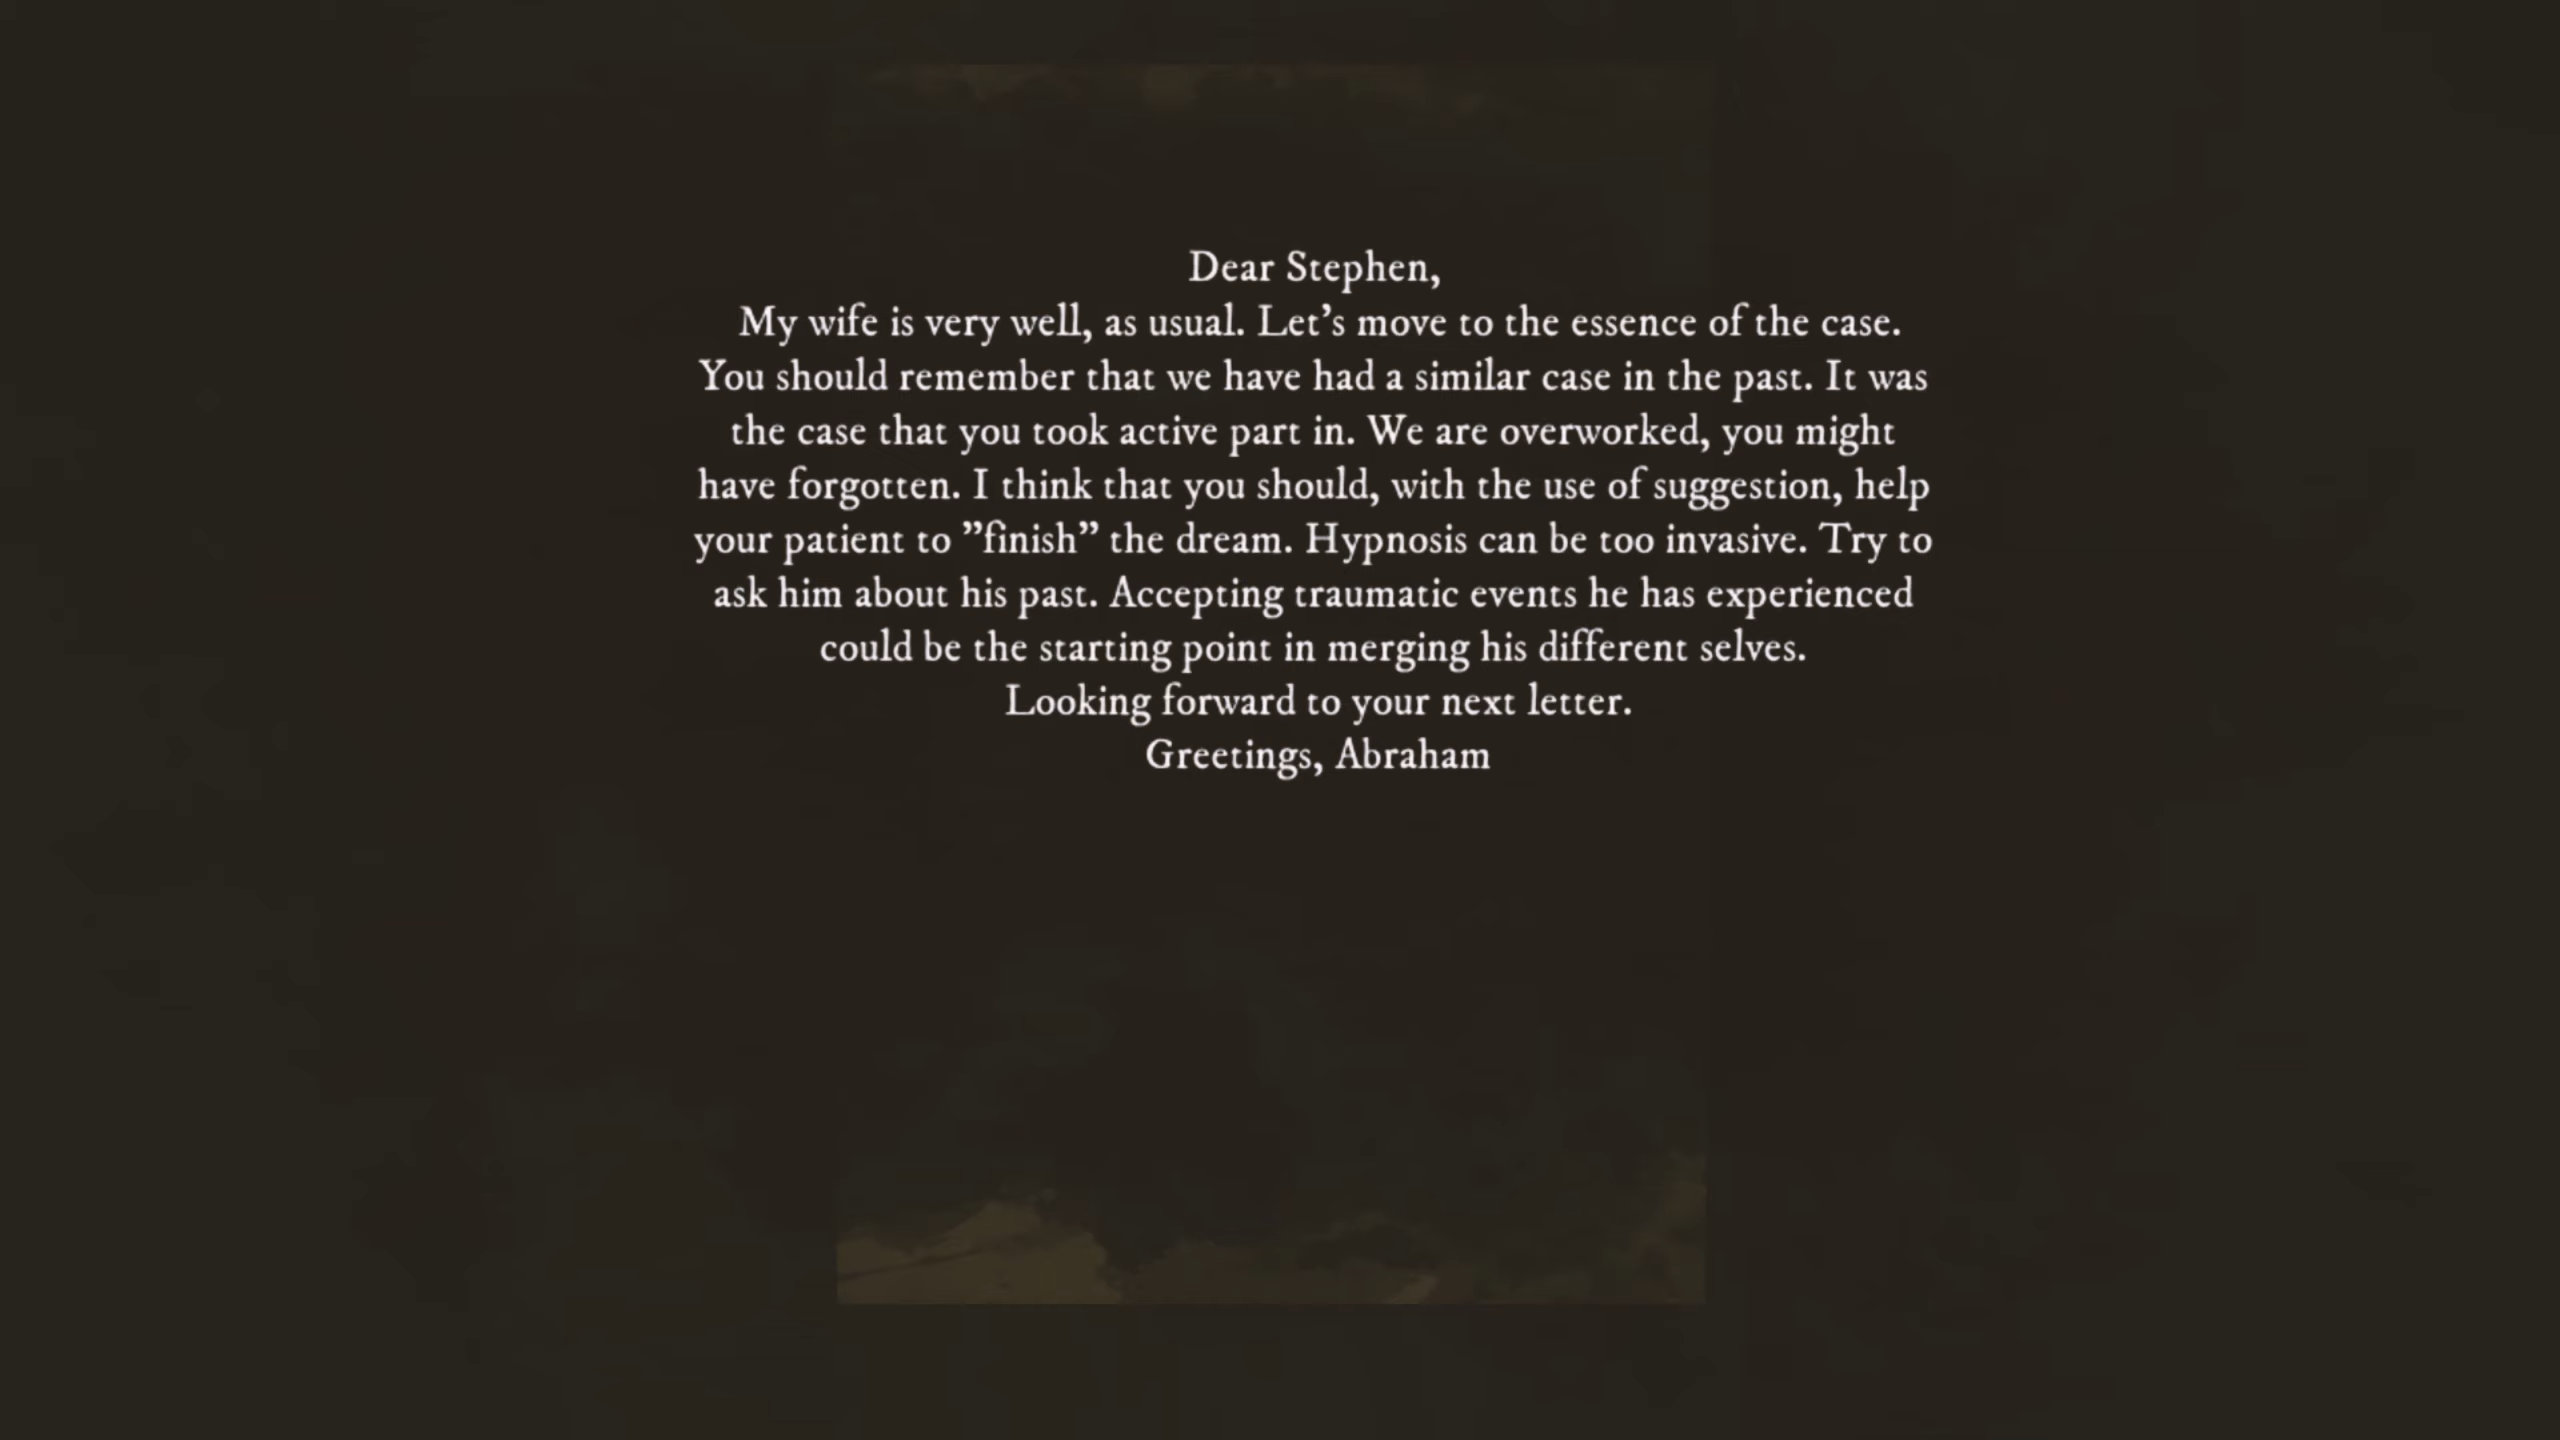 Dear Stephen,
My wife is very well, as usual. Let's move to the essence of the case.
You should remember that we have had a similar case in the past. It was
the case that you took active part in. We are overworked, you might
have forgotten. I think that you should, with the use of suggestion, help
your patient to ”finish” the dream. Hypnosis can be too invasive. Try to
ask him about his past. Accepting traumatic events he has experienced
could be the starting point in merging his different selves.
Looking forward to your next letter.
Greetings, Abraham